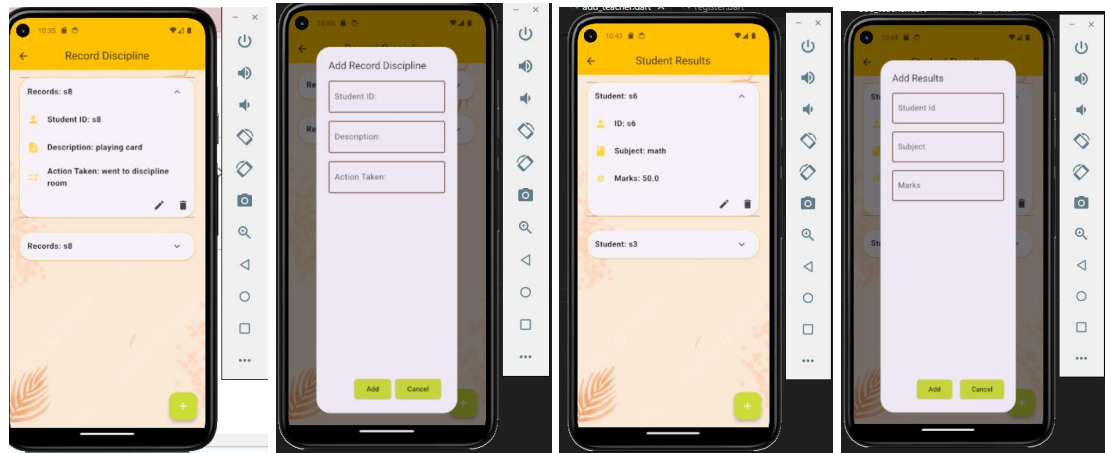 10:35
Record Discipline
Records: s8
Student ID: s8
Description: playing card
Action Taken: went to discipline
room
Records: s8
+
10:45
Add Record Discipline
Student ID:
Description:
Action Taken:
Add Cancel
add_teacher.dart register.dart
10:43
Student Results
Student: s6
ID: s6
Subject: math
Marks: 50.0
Student: s3
+
10:44
Add Results
Student Id
Subject
Marks
Add Cancel